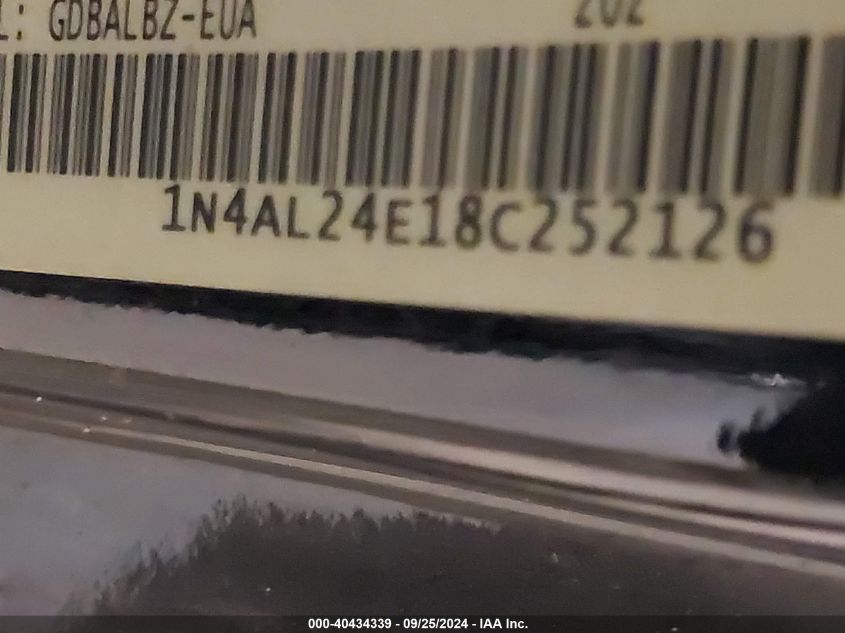 : GDBALBZ-EUA 202
1N4AL24E18C252126
000-40434339 - 09/25/2024 - IAA Inc.